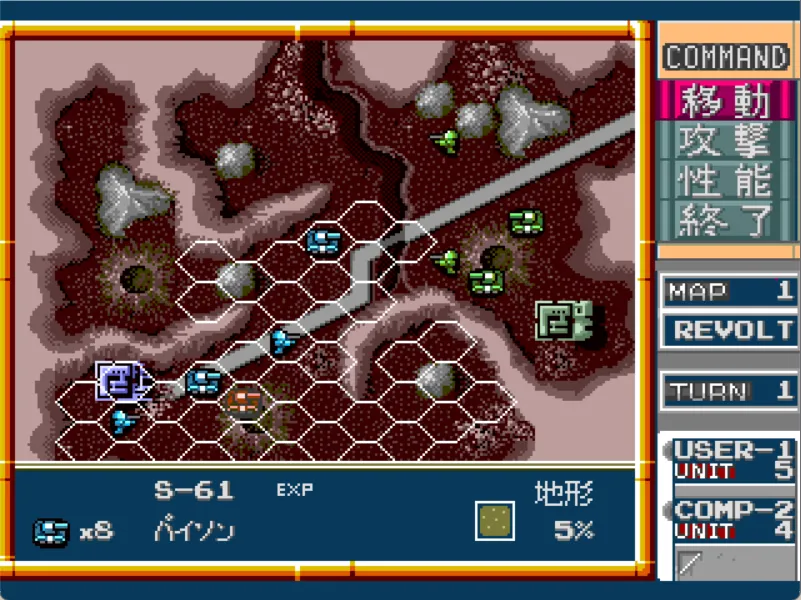 COMMAND
移動
攻撃
性能
終了
MAP 1
REVOLT
TURN 1
USER-1
UNIT 5
COMP-2
UNIT 4
S-61 EXP 地形
x8 バイソン 5%